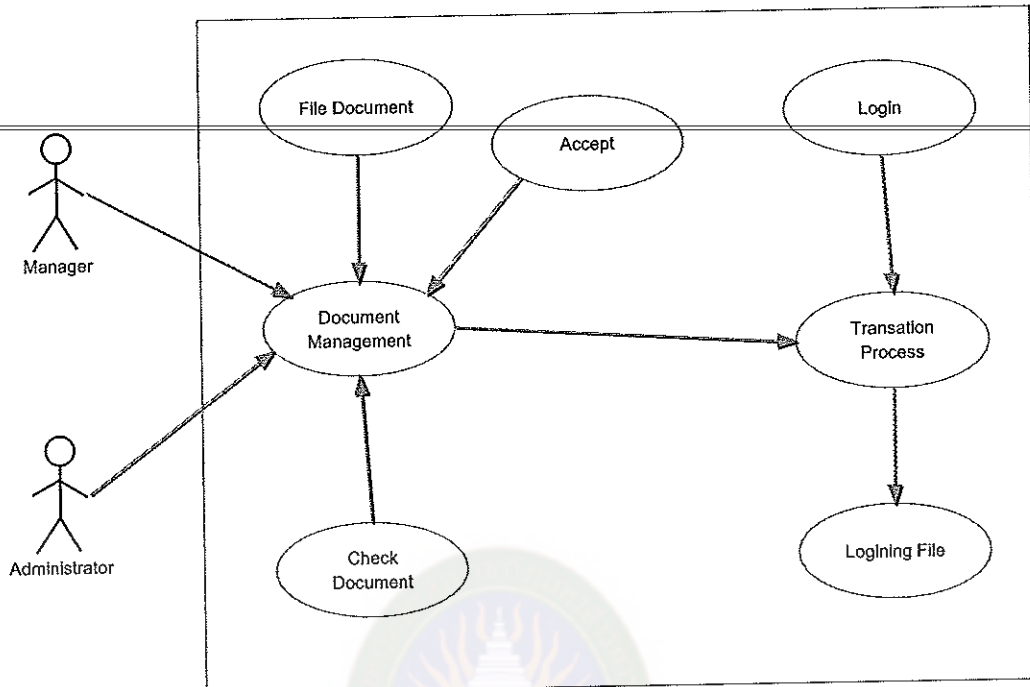 File Document
Login
Accept
Manager
Document
Management
Transation
Process
Administrator
Check
Document
Logining File